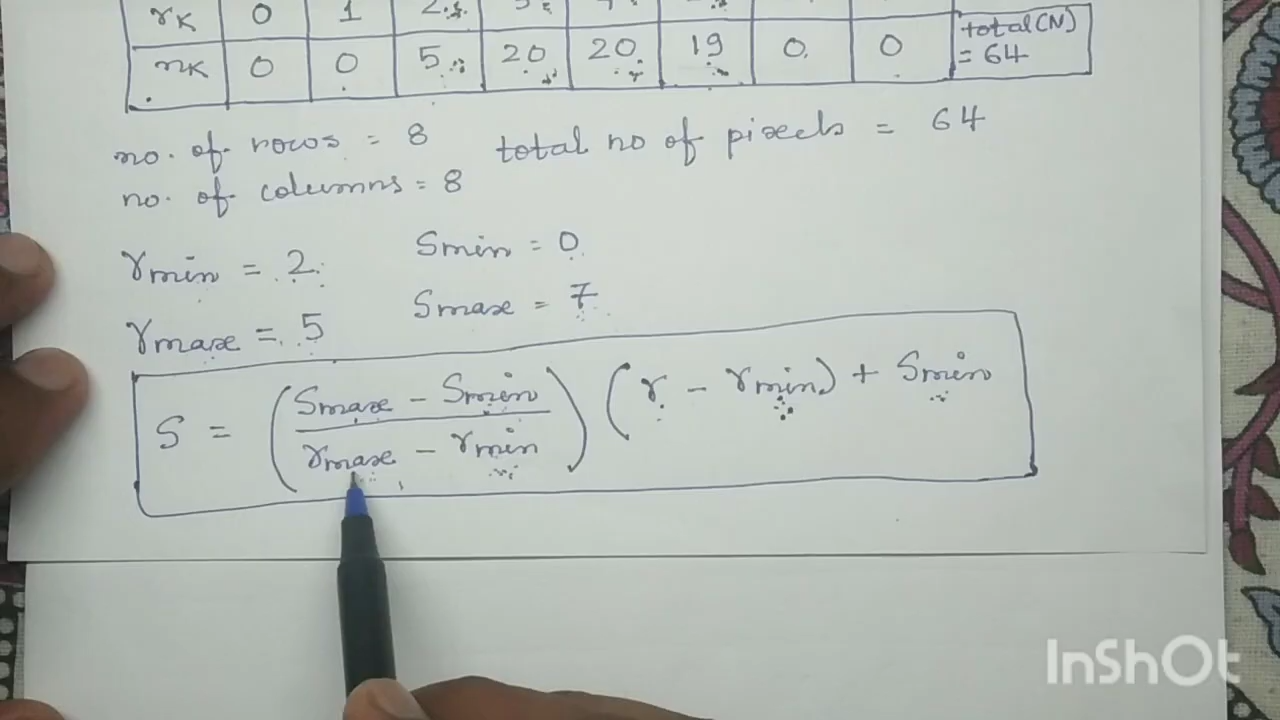 rK 0 1 2
nK 0 0 5 20 20 19 0 0 total(N) = 64
no. of rows = 8 total no of pixels = 64
no. of columns = 8
rmin = 2 Smin = 0
rmax = 5 Smax = 7
S = (Smax - Smin / rmax - rmin) (r - rmin) + Smin
InShOt